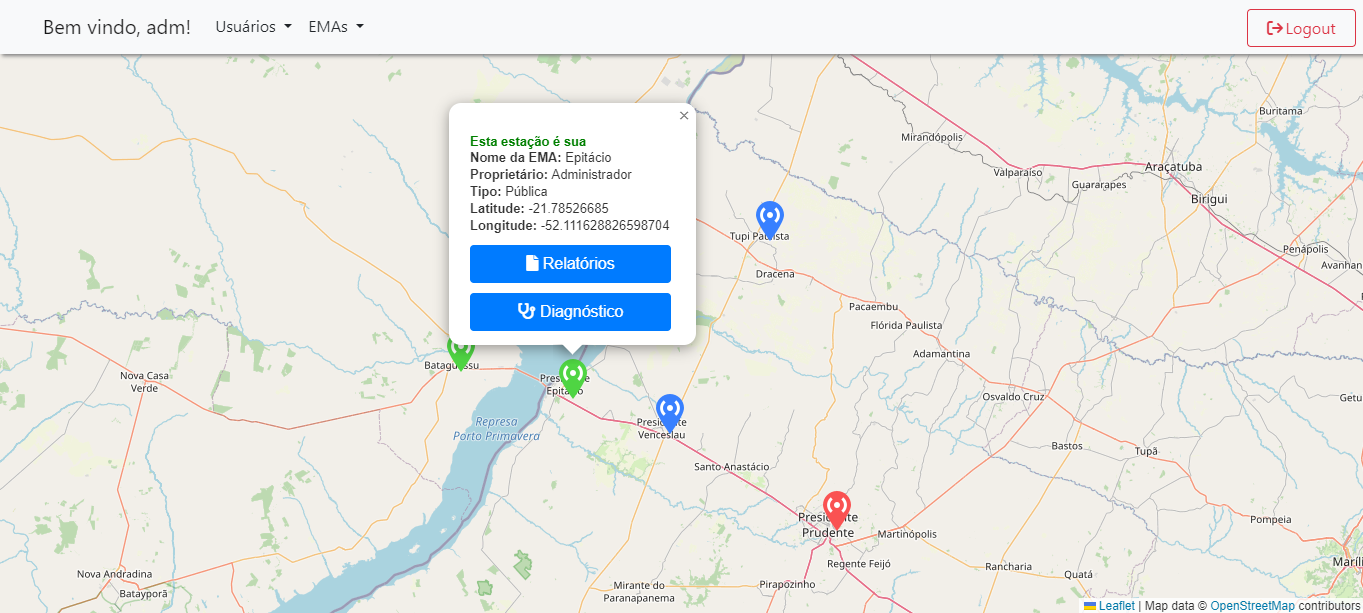 Bem vindo, adm!
Usuários
EMAs
Logout
×
Esta estação é sua
Nome da EMA: Epitácio
Proprietário: Administrador
Tipo: Pública
Latitude: -21.78526685
Longitude: -52.111628826598704
Relatórios
Diagnóstico
Buritama
Mirandópolis
Araçatuba
Valparaíso
Guararapes
Birigui
Tupi Paulista
Penápolis
Avanhan
Dracena
Pacaembu
Flórida Paulista
Adamantina
Bataguassu
Nova Casa
Verde
Presidente
Epitácio
Osvaldo Cruz
Getu
Represa
Porto Primavera
Presidente
Venceslau
Bastos
Tupã
Santo Anastácio
Presidente
Prudente
Pompeia
Martinópolis
Regente Feijó
Rancharia
Quatá
Maríli
Nova Andradina
Batayporã
Mirante do
Paranapanema
Pirapozinho
Leaflet | Map data © OpenStreetMap contributors